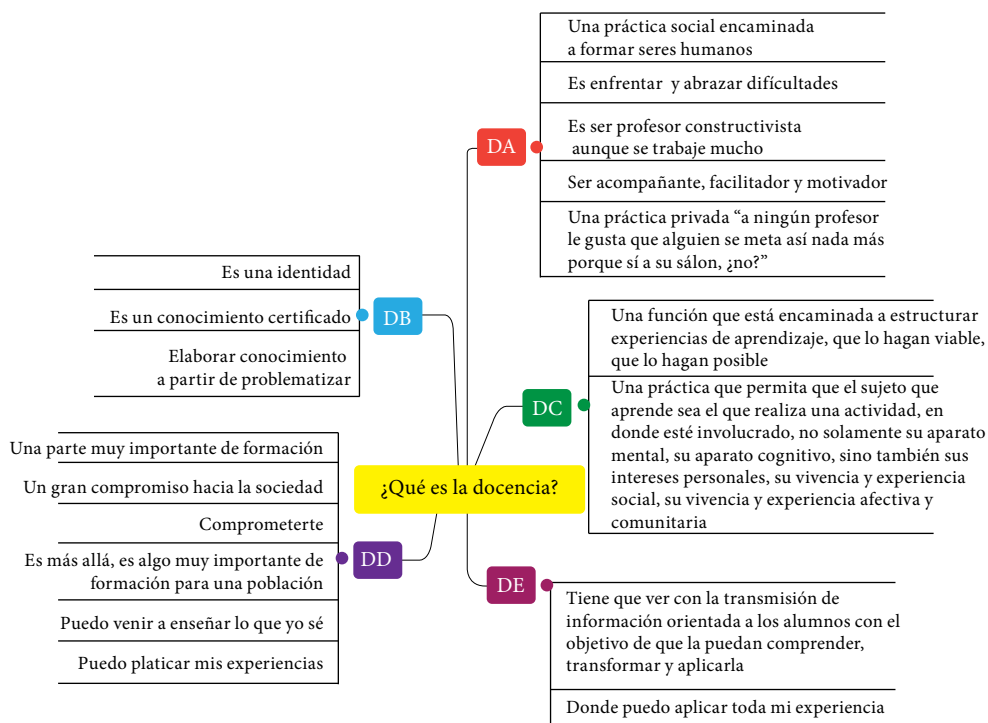 Una práctica social encaminada
a formar seres humanos
Es enfrentar y abrazar difícultades
Es ser profesor constructivista
aunque se trabaje mucho
Ser acompañante, facilitador y motivador
Una práctica privada “a ningún profesor
le gusta que alguien se meta así nada más
porque sí a su sálon, ¿no?”
DA
Es una identidad
Es un conocimiento certificado
Elaborar conocimiento
a partir de problematizar
DB
Una función que está encaminada a estructurar
experiencias de aprendizaje, que lo hagan viable,
que lo hagan posible
Una práctica que permita que el sujeto que
aprende sea el que realiza una actividad, en
donde esté involucrado, no solamente su aparato
mental, su aparato cognitivo, sino también sus
intereses personales, su vivencia y experiencia
social, su vivencia y experiencia afectiva y
comunitaria
DC
¿Qué es la docencia?
Una parte muy importante de formación
Un gran compromiso hacia la sociedad
Comprometerte
Es más allá, es algo muy importante de
formación para una población
Puedo venir a enseñar lo que yo sé
Puedo platicar mis experiencias
DD
DE
Tiene que ver con la transmisión de
información orientada a los alumnos con el
objetivo de que la puedan comprender,
transformar y aplicarla
Donde puedo aplicar toda mi experiencia